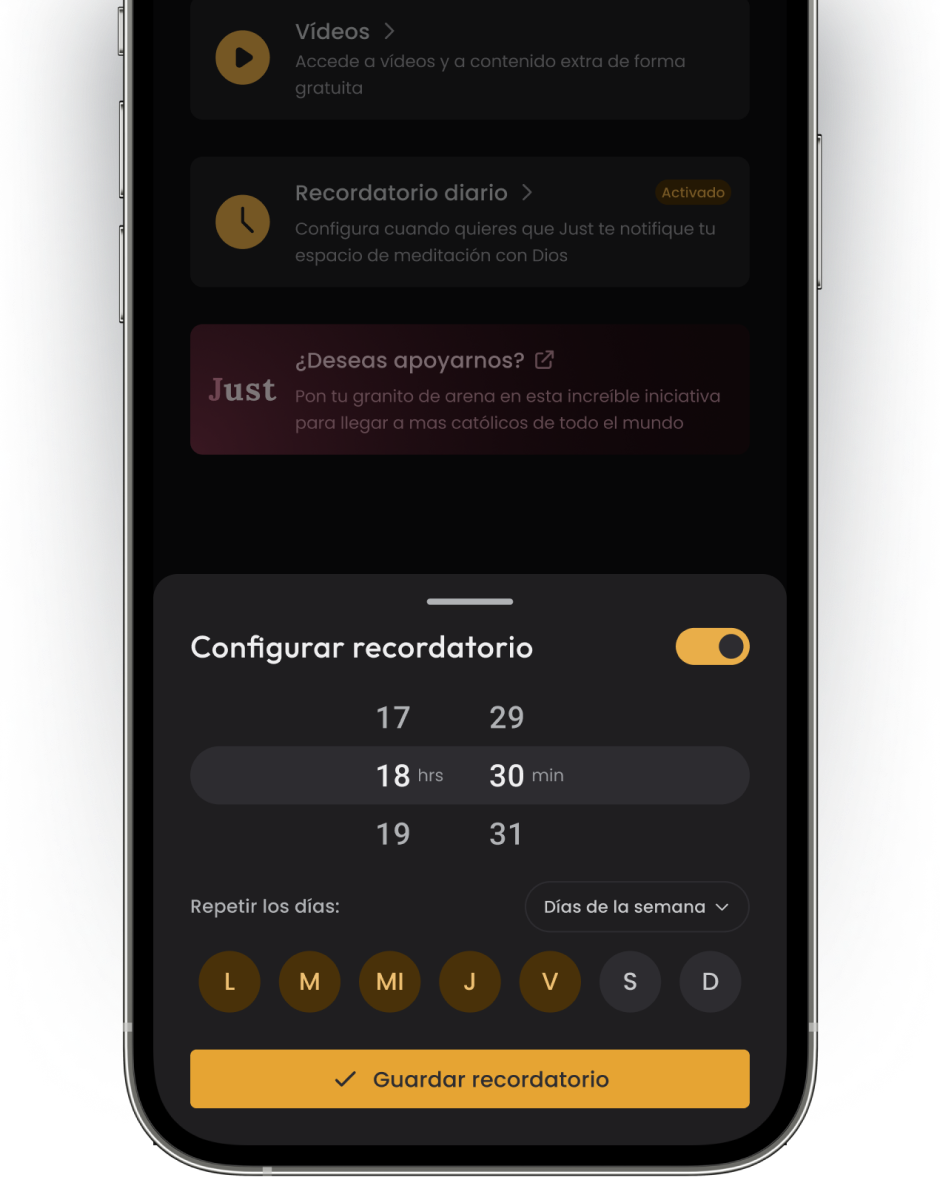 Vídeos
Accede a vídeos y a contenido extra de forma
gratuita
Recordatorio diario
Activado
Configura cuando quieres que Just te notifique tu
espacio de meditación con Dios
¿Deseas apoyarnos?
Just
Pon tu granito de arena en esta increíble iniciativa
para llegar a mas católicos de todo el mundo
Configurar recordatorio
17 29
18 hrs 30 min
19 31
Repetir los días:
Días de la semana
L M MI J V S D
Guardar recordatorio